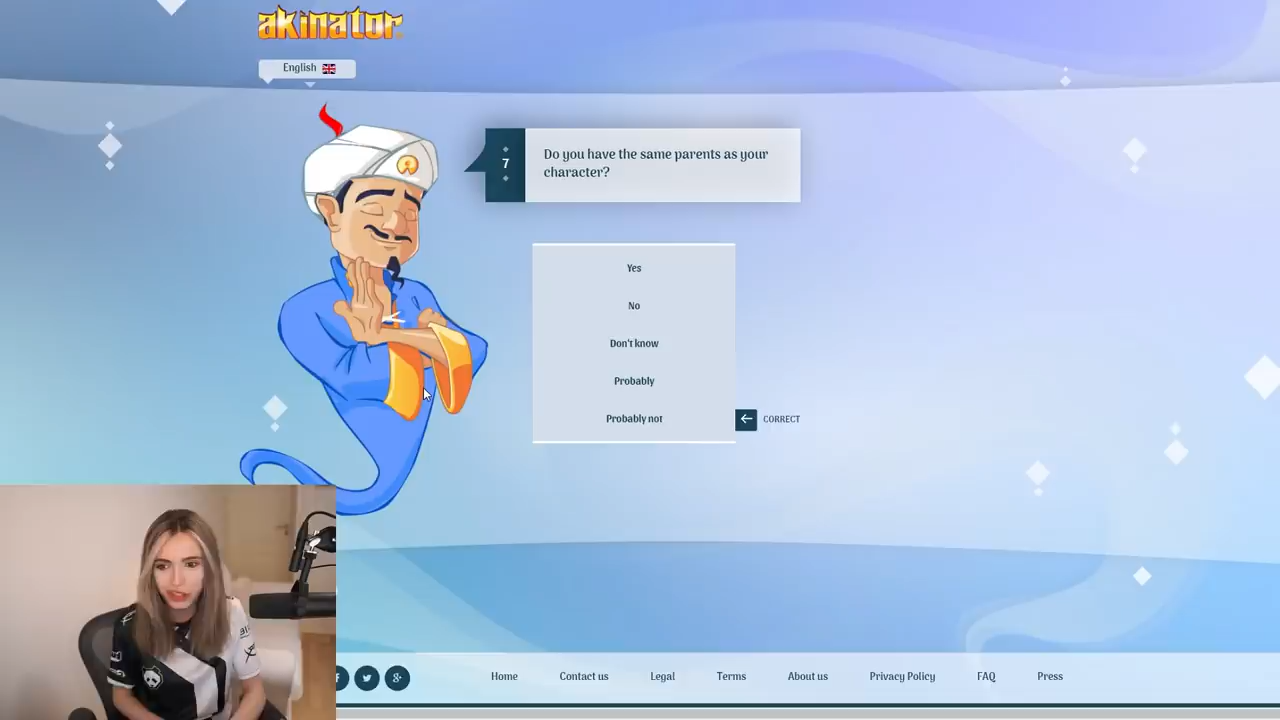 akinator
English
7
Do you have the same parents as your
character?
Yes
No
Don't know
Probably
Probably not
CORRECT
Home
Contact us
Legal
Terms
About us
Privacy Policy
FAQ
Press